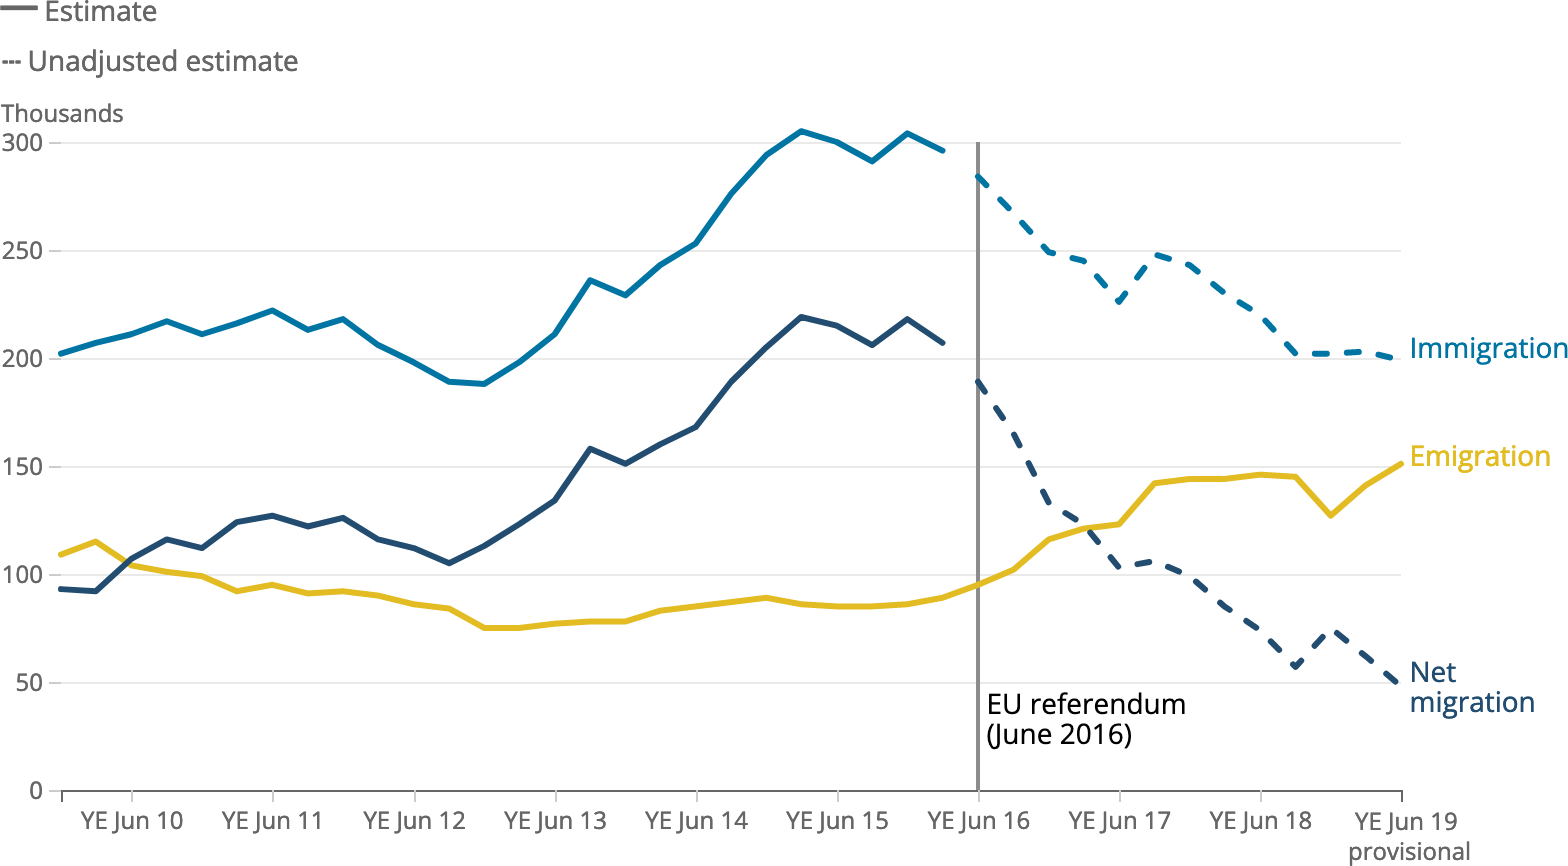 Estimate
--- Unadjusted estimate
Thousands
300
250
200
150
100
50
0
Immigration
Emigration
Net
migration
EU referendum
(June 2016)
YE Jun 10 YE Jun 11 YE Jun 12 YE Jun 13 YE Jun 14 YE Jun 15 YE Jun 16 YE Jun 17 YE Jun 18 YE Jun 19
provisional